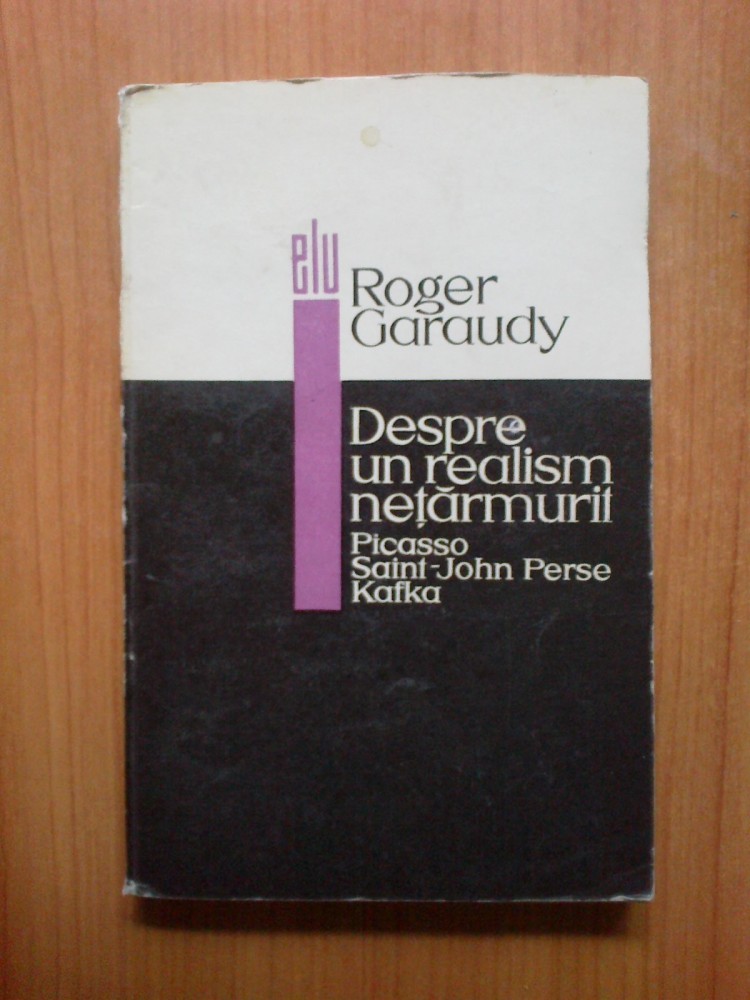 elu
Roger
Garaudy
Despre
un realism
nețărmurit
Picasso
Saint-John Perse
Kafka